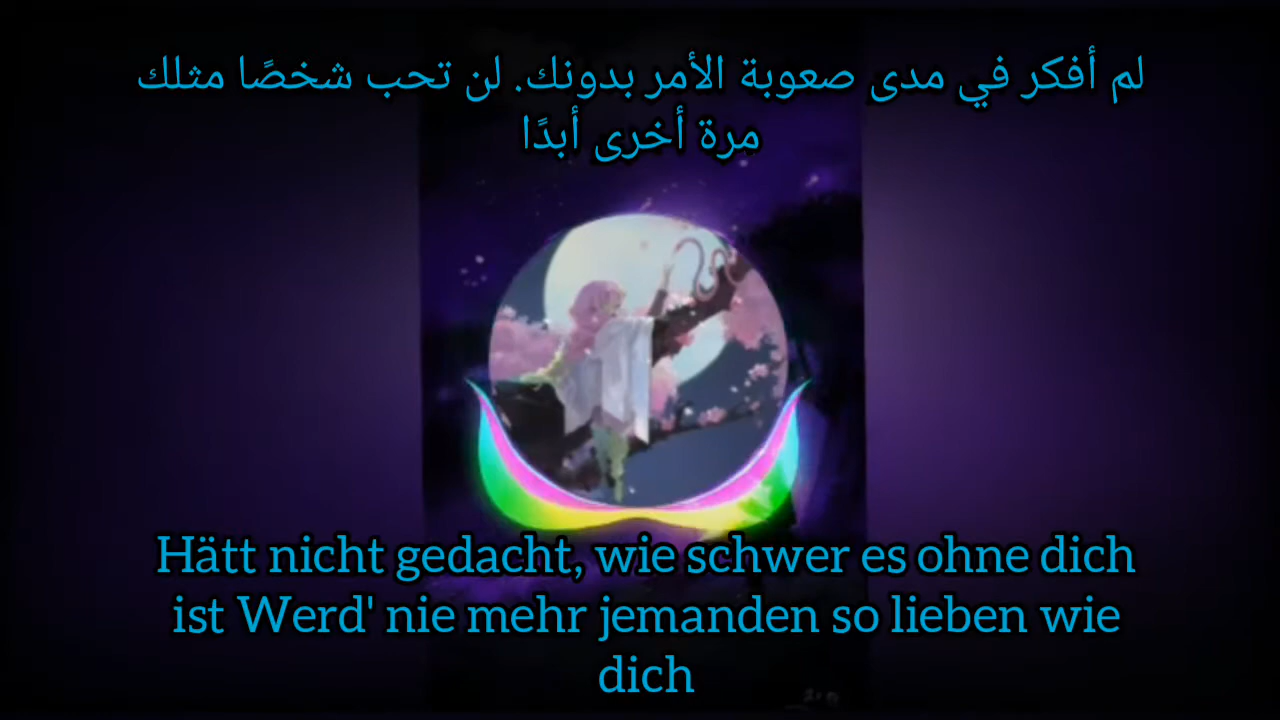 لم أفكر في مدى صعوبة الأمر بدونك. لن تحب شخصًا مثلك
مرة أخرى أبدًا
Hätt nicht gedacht, wie schwer es ohne dich
ist Werd' nie mehr jemanden so lieben wie
dich